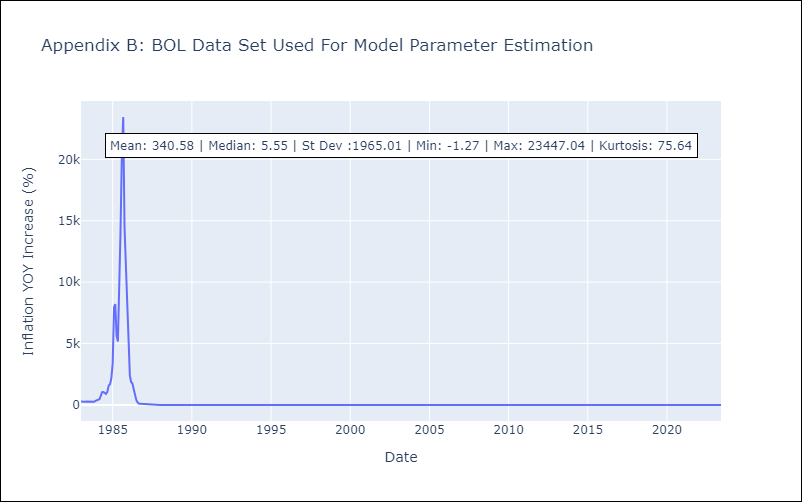 Appendix B: BOL Data Set Used For Model Parameter Estimation
Mean: 340.58 | Median: 5.55 | St Dev :1965.01 | Min: -1.27 | Max: 23447.04 | Kurtosis: 75.64
Inflation YOY Increase (%)
20k
15k
10k
5k
0
1985 1990 1995 2000 2005 2010 2015 2020
Date